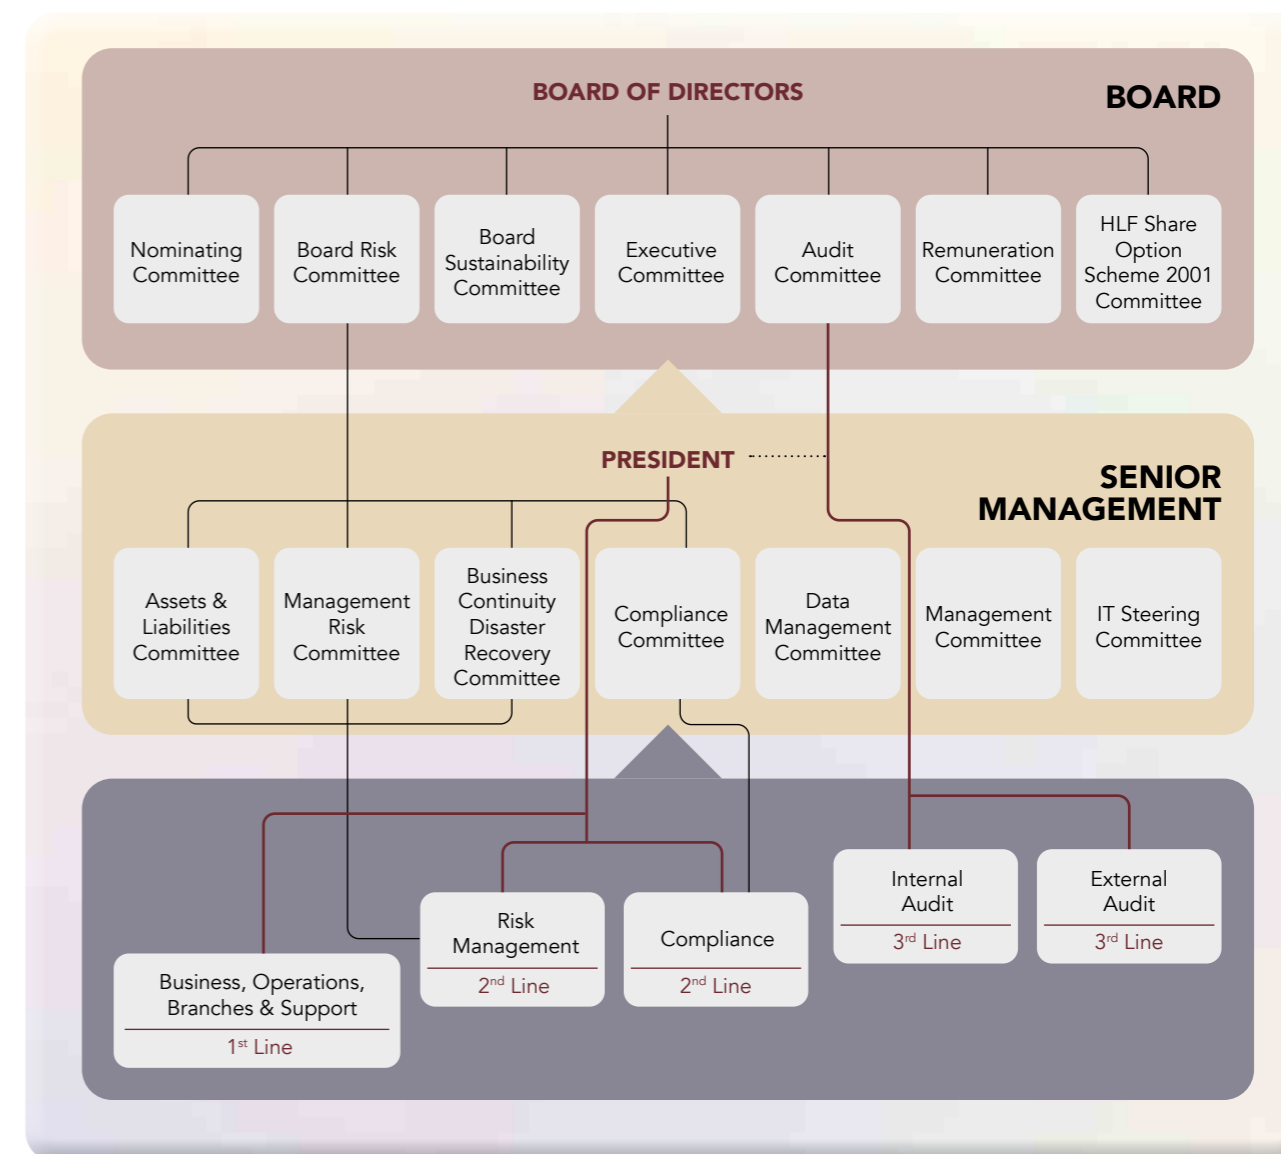 BOARD OF DIRECTORS
BOARD
Nominating
Committee
Board Risk
Committee
Board
Sustainability
Committee
Executive
Committee
Audit
Committee
Remuneration
Committee
HLF Share
Option
Scheme 2001
Committee
PRESIDENT
SENIOR
MANAGEMENT
Assets &
Liabilities
Committee
Management
Risk
Committee
Business
Continuity
Disaster
Recovery
Committee
Compliance
Committee
Data
Management
Committee
Management
Committee
IT Steering
Committee
Business, Operations,
Branches & Support
1st Line
Risk
Management
2nd Line
Compliance
2nd Line
Internal
Audit
3rd Line
External
Audit
3rd Line